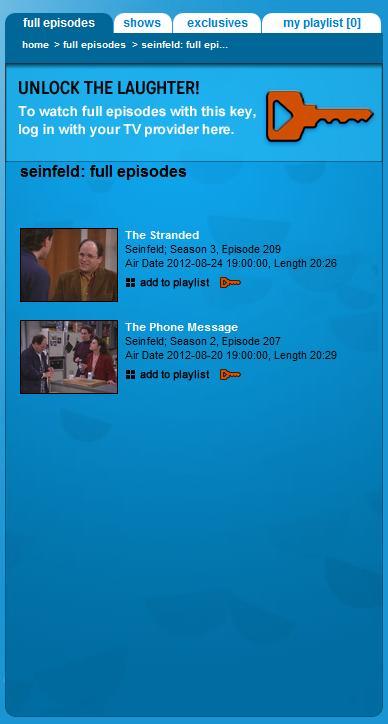 full episodes
shows
exclusives
my playlist [0]
home > full episodes > seinfeld: full epi...
UNLOCK THE LAUGHTER!
To watch full episodes with this key,
log in with your TV provider here.
seinfeld: full episodes
The Stranded
Seinfeld; Season 3, Episode 209
Air Date 2012-08-24 19:00:00, Length 20:26
add to playlist
The Phone Message
Seinfeld; Season 2, Episode 207
Air Date 2012-08-20 19:00:00, Length 20:29
add to playlist